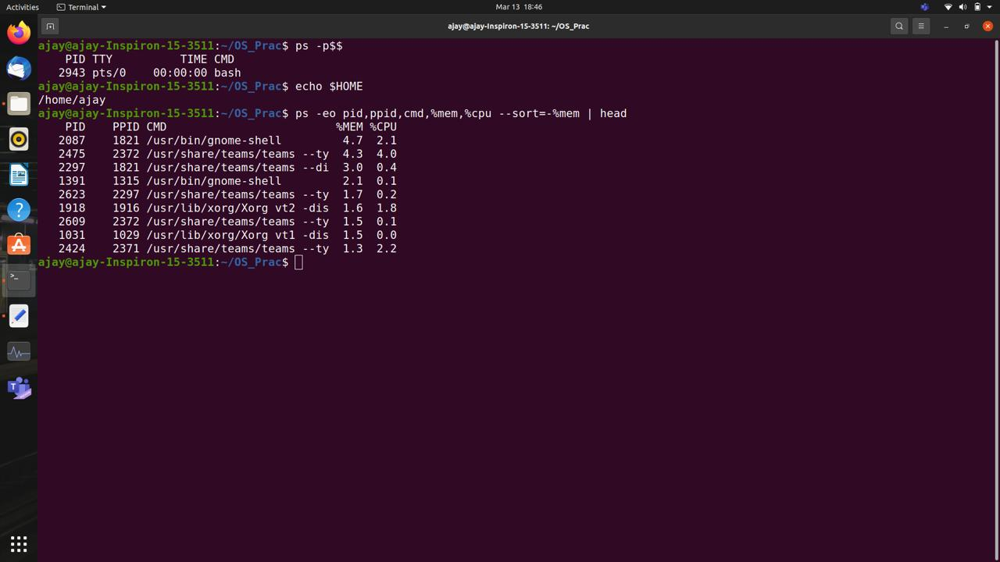 Activities Terminal Mar 13 18:46
ajay@ajay-Inspiron-15-3511: ~/OS_Prac
ajay@ajay-Inspiron-15-3511:~/OS_Prac$ ps -p$$
    PID TTY          TIME CMD
   2943 pts/0    00:00:00 bash
ajay@ajay-Inspiron-15-3511:~/OS_Prac$ echo $HOME
/home/ajay
ajay@ajay-Inspiron-15-3511:~/OS_Prac$ ps -eo pid,ppid,cmd,%mem,%cpu --sort=-%mem | head
    PID    PPID CMD                         %MEM %CPU
   2087    1821 /usr/bin/gnome-shell         4.7  2.1
   2475    2372 /usr/share/teams/teams --ty  4.3  4.0
   2297    1821 /usr/share/teams/teams --di  3.0  0.4
   1391    1315 /usr/bin/gnome-shell         2.1  0.1
   2623    2297 /usr/share/teams/teams --ty  1.7  0.2
   1918    1916 /usr/lib/xorg/Xorg vt2 -dis  1.6  1.8
   2609    2372 /usr/share/teams/teams --ty  1.5  0.1
   1031    1029 /usr/lib/xorg/Xorg vt1 -dis  1.5  0.0
   2424    2371 /usr/share/teams/teams --ty  1.3  2.2
ajay@ajay-Inspiron-15-3511:~/OS_Prac$